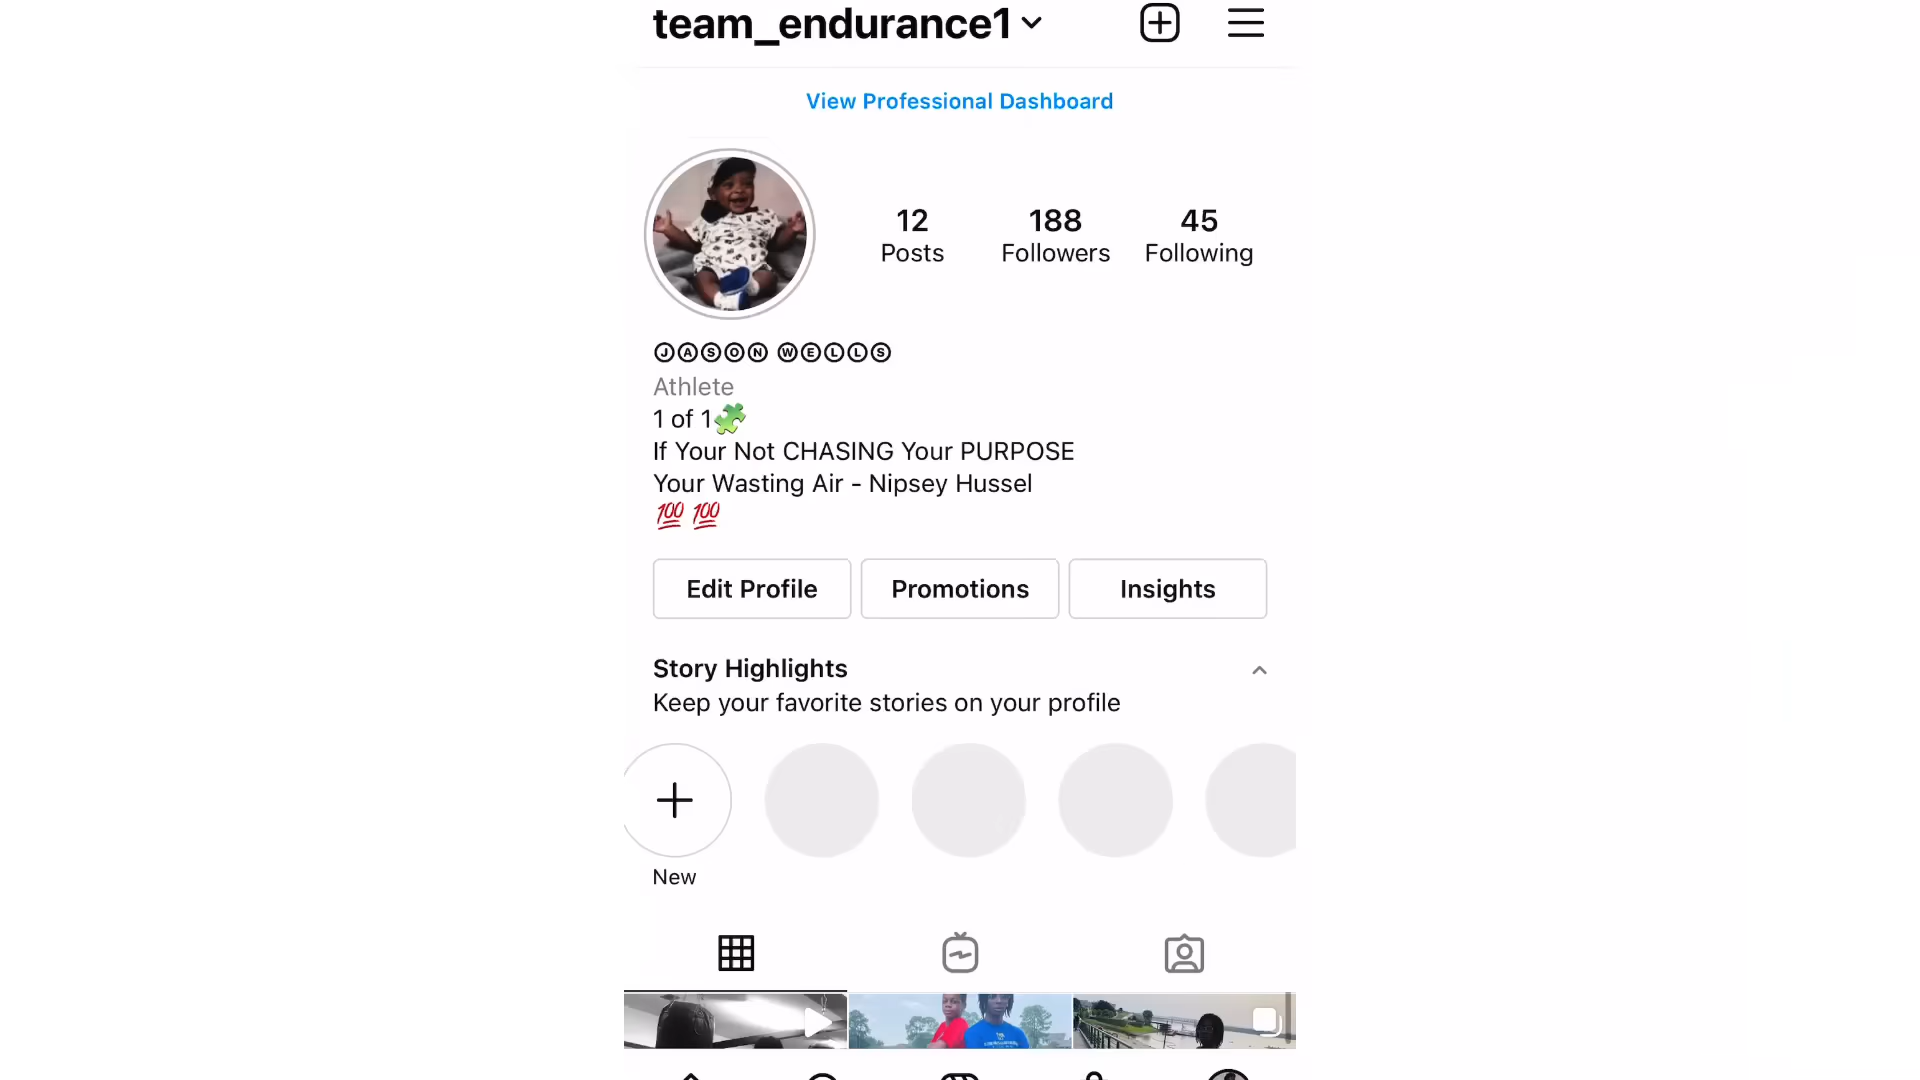 team_endurance1
View Professional Dashboard
12
Posts
188
Followers
45
Following
ⒿⒶⓈⓄⓃ ⓌⒺⓁⓁⓈ
Athlete
1 of 1🧩
If Your Not CHASING Your PURPOSE
Your Wasting Air - Nipsey Hussel
💯 💯
Edit Profile
Promotions
Insights
Story Highlights
Keep your favorite stories on your profile
New